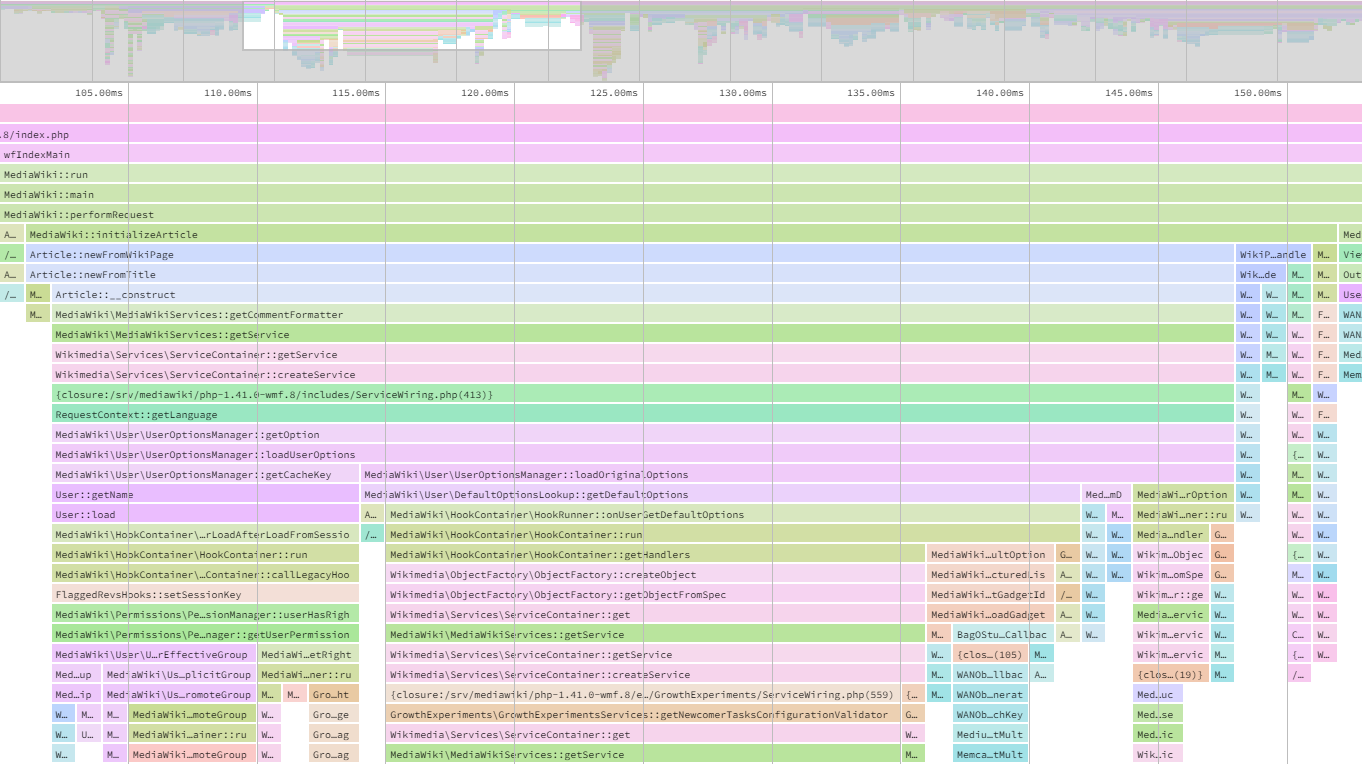 105.00ms 110.00ms 115.00ms 120.00ms 125.00ms 130.00ms 135.00ms 140.00ms 145.00ms 150.00ms
.8/index.php
wfIndexMain
MediaWiki::run
MediaWiki::main
MediaWiki::performRequest
A… MediaWiki::initializeArticle Med
/… Article::newFromWikiPage WikiP…andle M… Vie
A… Article::newFromTitle Wik…de M… M… Out
/… M… Article::__construct W… W… M… M… Use
M… MediaWiki\MediaWikiServices::getCommentFormatter W… W… M… F… WAN
MediaWiki\MediaWikiServices::getService W… W… W… F… WAN
Wikimedia\Services\ServiceContainer::getService W… M… W… F… Med
Wikimedia\Services\ServiceContainer::createService W… M… W… F… Mem
{closure:/srv/mediawiki/php-1.41.0-wmf.8/includes/ServiceWiring.php(413)} W… M… W…
RequestContext::getLanguage W… W… F…
MediaWiki\User\UserOptionsManager::getOption W… W… W…
MediaWiki\User\UserOptionsManager::loadUserOptions W… {… W…
MediaWiki\User\UserOptionsManager::getCacheKey MediaWiki\User\UserOptionsManager::loadOriginalOptions W… M… W…
User::getName MediaWiki\User\DefaultOptionsLookup::getDefaultOptions Med…mD MediaWi…rOption W… M… W…
User::load A… MediaWiki\HookContainer\HookRunner::onUserGetDefaultOptions W… M… MediaWi…ner::ru W… W… W…
MediaWiki\HookContainer\…rLoadAfterLoadFromSessio /… MediaWiki\HookContainer\HookContainer::run W… W… Media…ndler G… W… W…
MediaWiki\HookContainer\HookContainer::run MediaWiki\HookContainer\HookContainer::getHandlers MediaWiki…ultOption G… W… W… Wikim…Objec G… {… W…
MediaWiki\HookContainer\…Container::callLegacyHoo Wikimedia\ObjectFactory\ObjectFactory::createObject MediaWiki…cturedLis A… W… W… Wikim…omSpe G… M… W…
FlaggedRevsHooks::setSessionKey Wikimedia\ObjectFactory\ObjectFactory::getObjectFromSpec MediaWiki…tGadgetId /… W… Wikim…r::ge W… W… W…
MediaWiki\Permissions\Pe…sionManager::userHasRigh Wikimedia\Services\ServiceContainer::get MediaWiki…oadGadget A… W… Media…ervic W… W… W…
MediaWiki\Permissions\Pe…nager::getUserPermission MediaWiki\MediaWikiServices::getService M… BagOStu…Callbac A… W… Wikim…ervic W… C… W…
MediaWiki\User\U…rEffectiveGroup MediaWi…etRight Wikimedia\Services\ServiceContainer::getService W… {clos…(105) M… Wikim…ervic W… {… W…
Med…up MediaWiki\Us…plicitGroup MediaWi…ner::ru Wikimedia\Services\ServiceContainer::createService M… WANOb…llbac A… {clos…(19)} M… /…
Med…ip MediaWiki\Us…romoteGroup M… M… Gro…ht {closure:/srv/mediawiki/php-1.41.0-wmf.8/e…/GrowthExperiments/ServiceWiring.php(559) {… M… WANOb…nerat Med…uc
W… M… M… MediaWiki…moteGroup W… Gro…ge GrowthExperiments\GrowthExperimentsServices::getNewcomerTasksConfigurationValidator G… WANOb…chKey Med…se
W… U… M… MediaWiki…ainer::ru W… Gro…ag Wikimedia\Services\ServiceContainer::get W… Mediu…tMult Med…ic
W… M… MediaWiki…moteGroup W… Gro…ag MediaWiki\MediaWikiServices::getService M… Memca…tMult Wik…ic